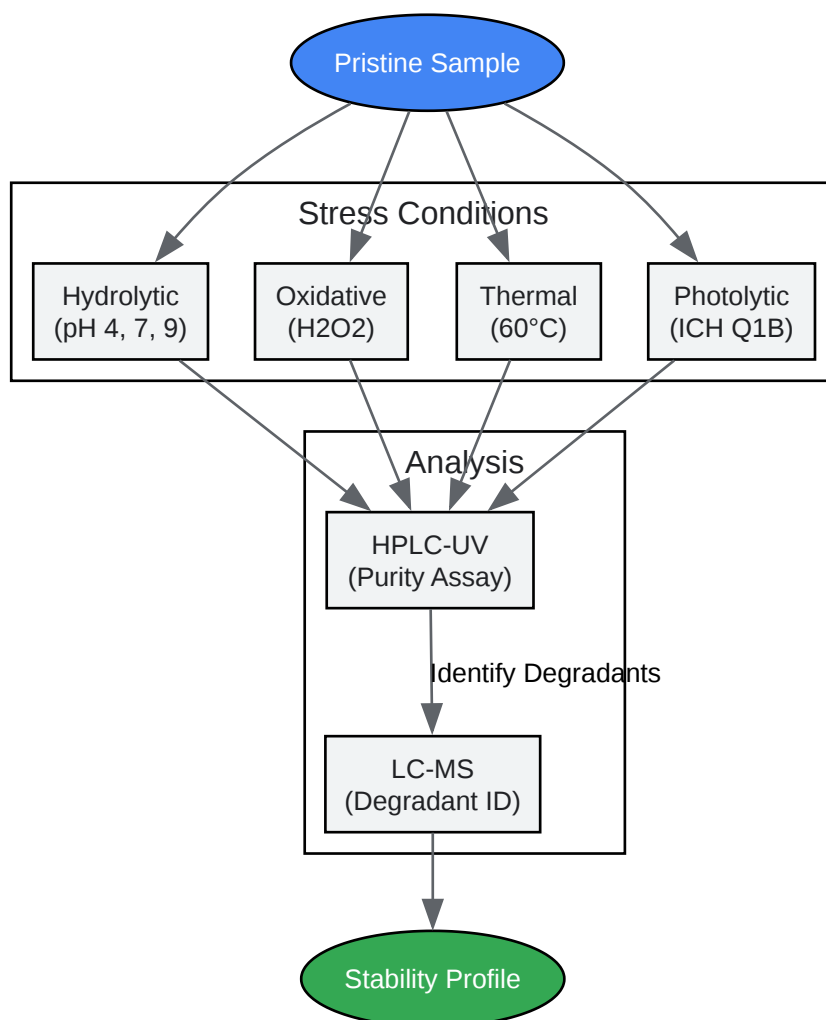 Pristine Sample
Stress Conditions
Hydrolytic
(pH 4, 7, 9)
Oxidative
(H2O2)
Thermal
(60°C)
Photolytic
(ICH Q1B)
Analysis
HPLC-UV
(Purity Assay)
Identify Degradants
LC-MS
(Degradant ID)
Stability Profile